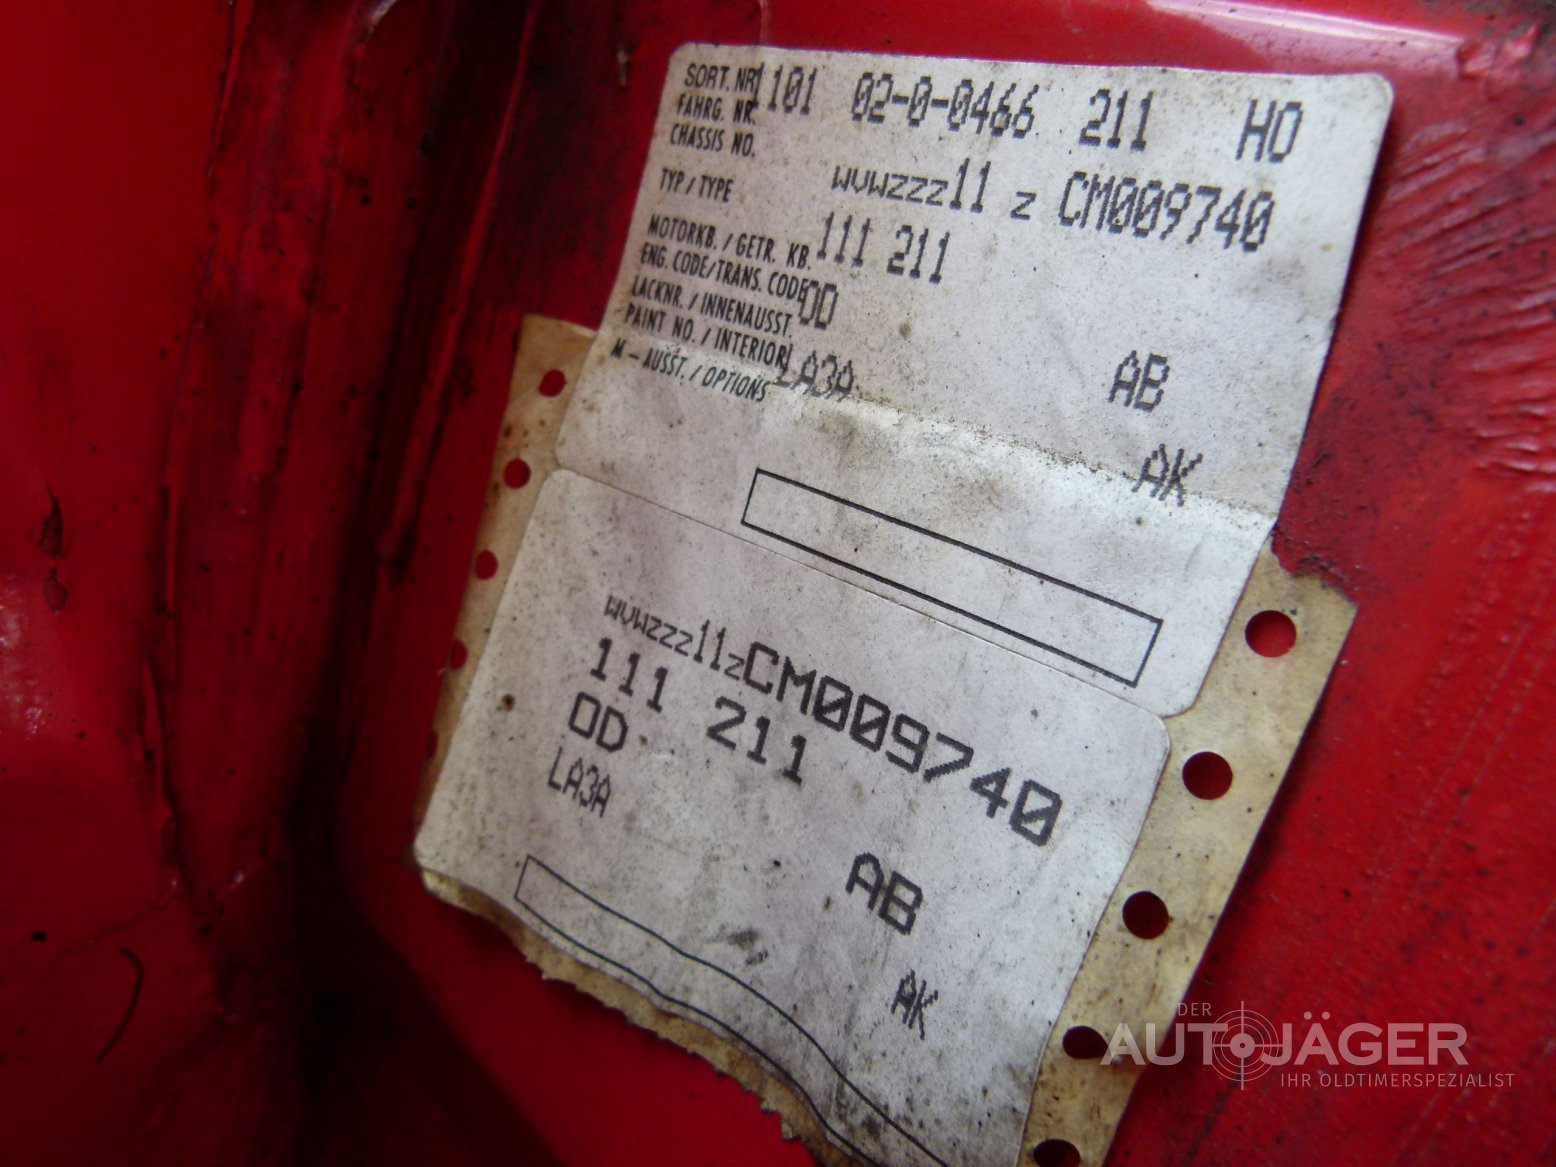 SORT. NR. 1101 02-0-0466 211 HO
FAHRG. NR.
CHASSIS NO. wvwzzz11 z CM009740
TYP / TYPE 111 211
MOTORKB. / GETR. KB.
ENG. CODE/TRANS. CODE OD
LACKNR. / INNENAUSST.
PAINT NO. / INTERIOR LA3A AB
M - AUSST. / OPTIONS
AK
wvwzzz11zCM009740
111 211
OD
LA3A
AB
AK
DER
AUTOJÄGER
IHR OLDTIMERSPEZIALIST